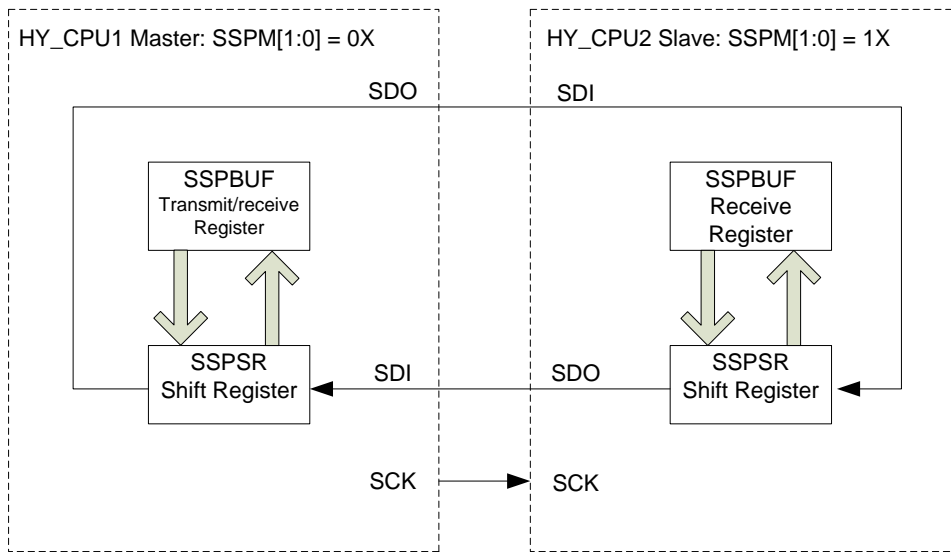 HY_CPU1 Master: SSPM[1:0] = 0X
HY_CPU2 Slave: SSPM[1:0] = 1X
SDO
SDI
SSPBUF
Transmit/receive
Register
SSPBUF
Receive
Register
SSPSR
Shift Register
SDI
SDO
SSPSR
Shift Register
SCK
SCK